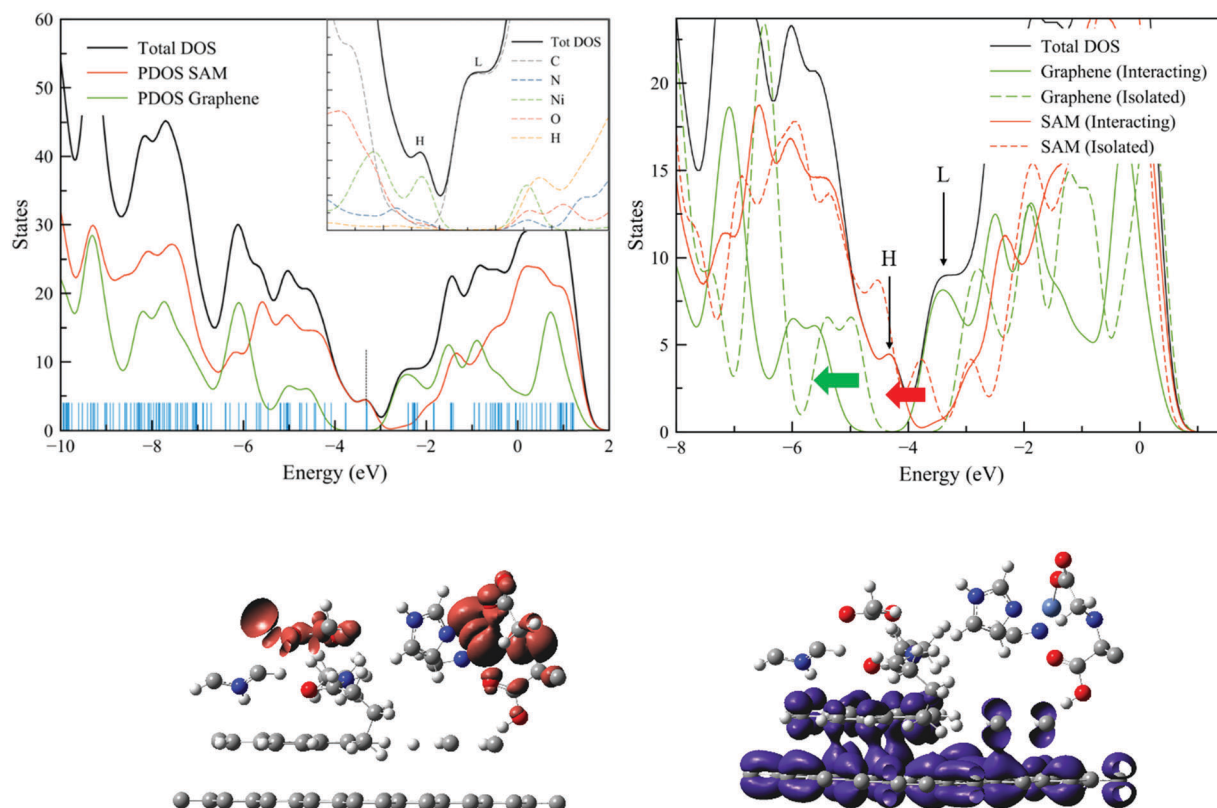 60
50
40
30
20
10
0
States
−10
−8
−6
−4
−2
0
2
Energy (eV)
Total DOS
PDOS SAM
PDOS Graphene
Tot DOS
C
N
Ni
O
H
H
L
20
15
10
5
0
States
−8
−6
−4
−2
0
Energy (eV)
Total DOS
Graphene (Interacting)
Graphene (Isolated)
SAM (Interacting)
SAM (Isolated)
H
L